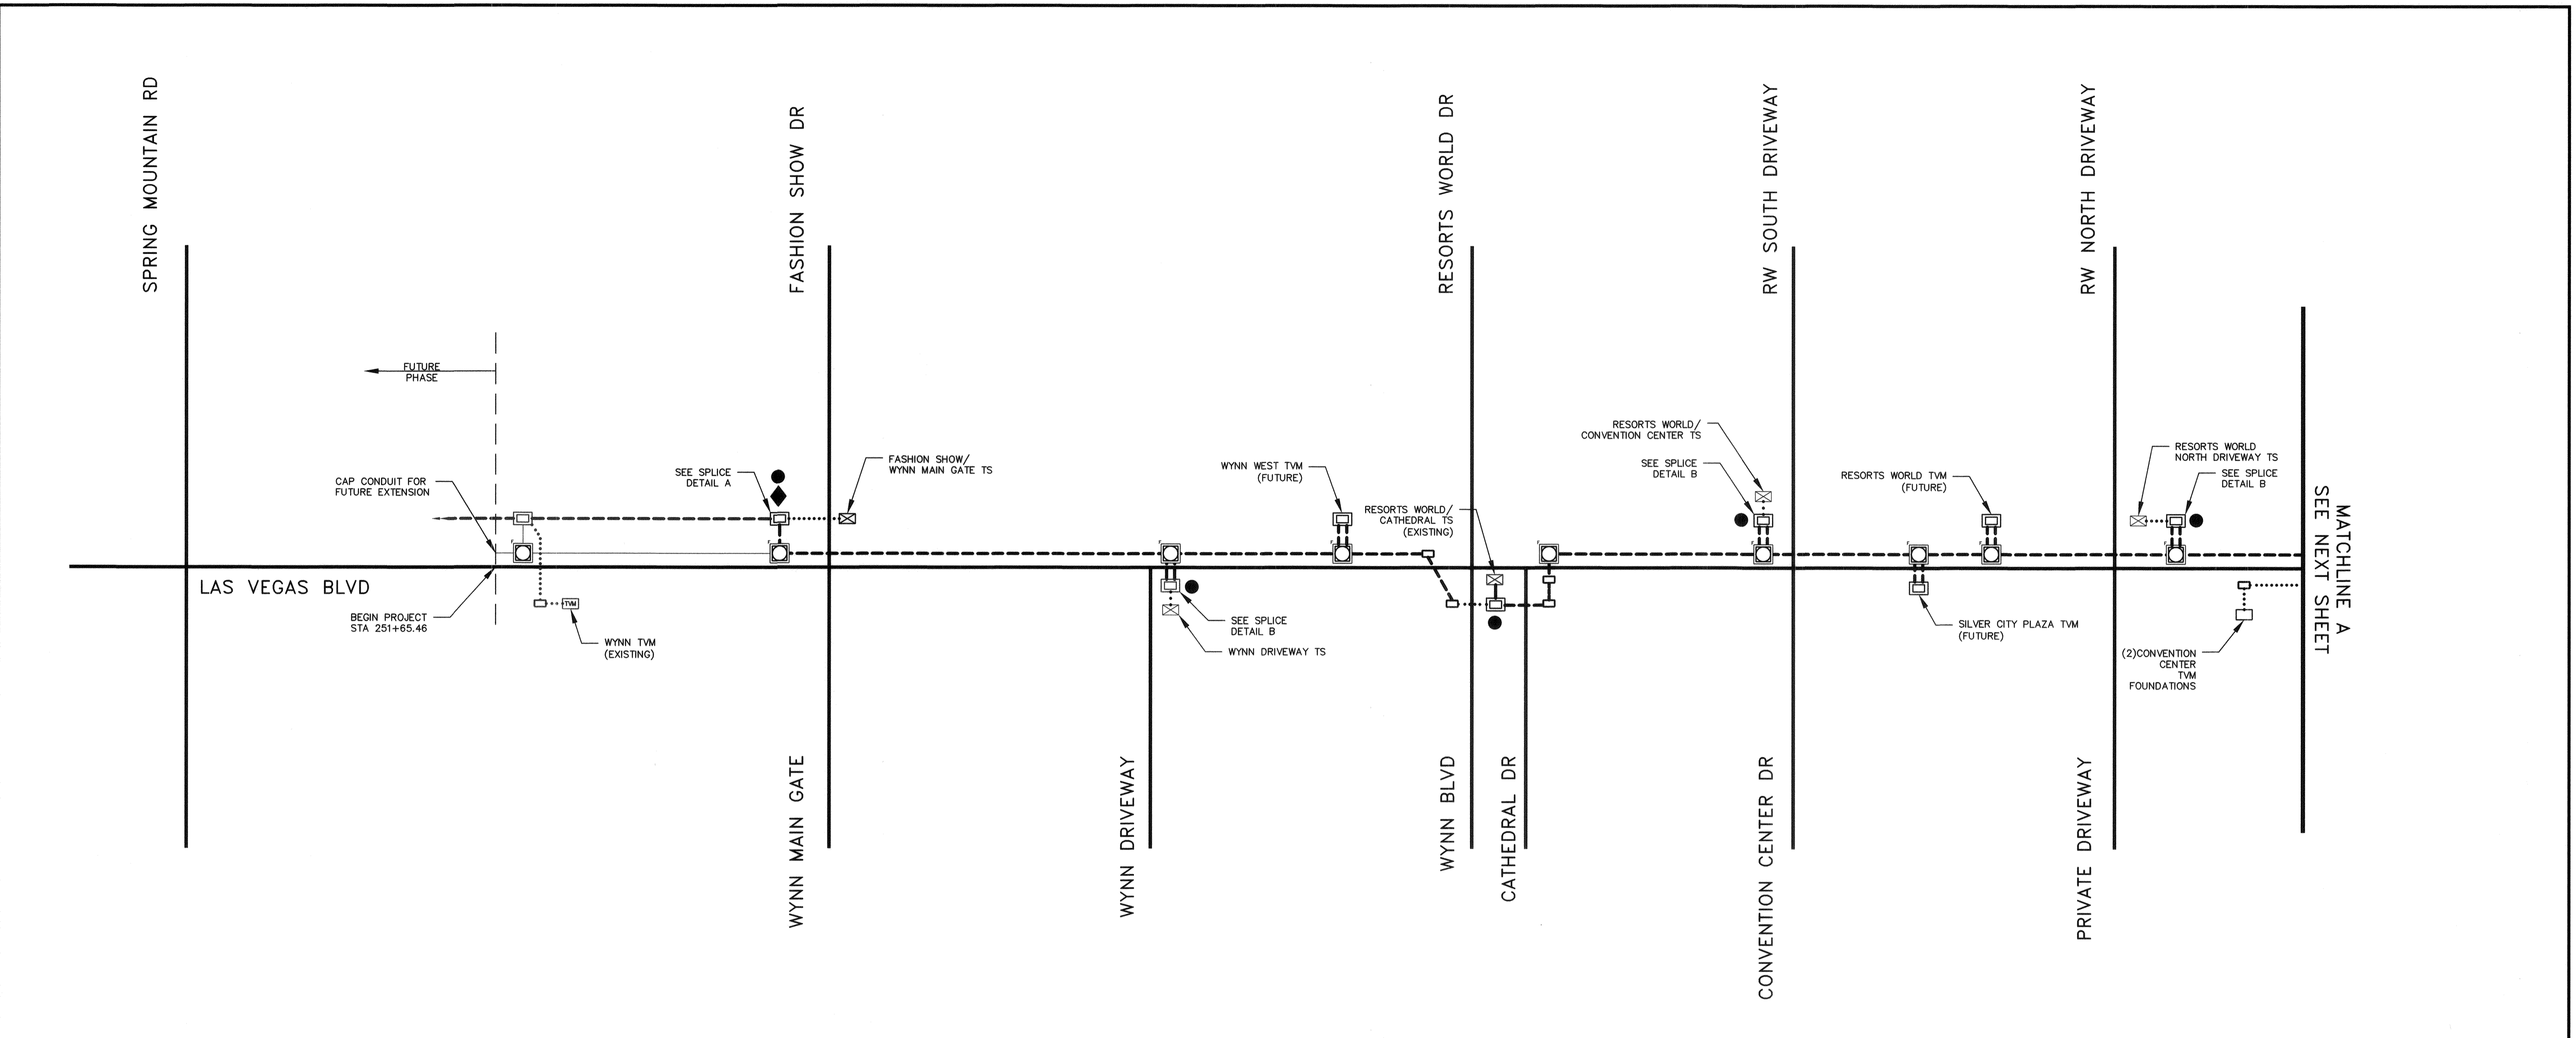 SPRING MOUNTAIN RD
FASHION SHOW DR
RESORTS WORLD DR
RW SOUTH DRIVEWAY
RW NORTH DRIVEWAY
FUTURE
PHASE
CAP CONDUIT FOR
FUTURE EXTENSION
SEE SPLICE
DETAIL A
FASHION SHOW/
WYNN MAIN GATE TS
WYNN WEST TVM
(FUTURE)
RESORTS WORLD/
CATHEDRAL TS
(EXISTING)
RESORTS WORLD/
CONVENTION CENTER TS
SEE SPLICE
DETAIL B
RESORTS WORLD TVM
(FUTURE)
RESORTS WORLD
NORTH DRIVEWAY TS
SEE SPLICE
DETAIL B
MATCHLINE A
SEE NEXT SHEET
F
F
F
F
F
F
F
F
F
LAS VEGAS BLVD
BEGIN PROJECT
STA 251+65.46
TVM
WYNN TVM
(EXISTING)
SEE SPLICE
DETAIL B
WYNN DRIVEWAY TS
SILVER CITY PLAZA TVM
(FUTURE)
(2)CONVENTION
CENTER
TVM
FOUNDATIONS
WYNN MAIN GATE
WYNN DRIVEWAY
WYNN BLVD
CATHEDRAL DR
CONVENTION CENTER DR
PRIVATE DRIVEWAY